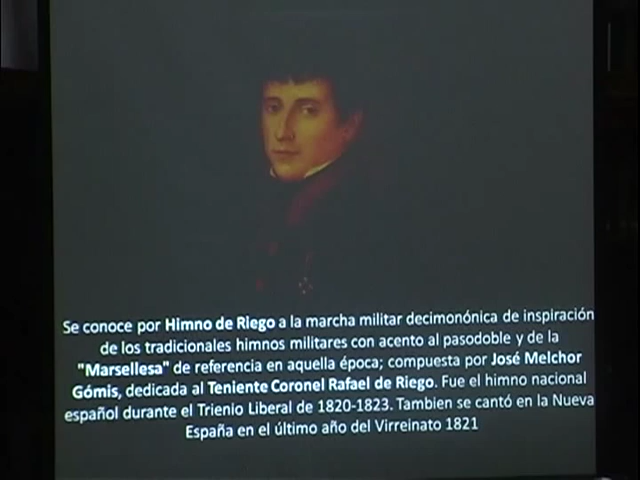 Se conoce por Himno de Riego a la marcha militar decimonónica de inspiración
de los tradicionales himnos militares con acento al pasodoble y de la
"Marsellesa" de referencia en aquella época; compuesta por José Melchor
Gómis, dedicada al Teniente Coronel Rafael de Riego. Fue el himno nacional
español durante el Trienio Liberal de 1820-1823. Tambien se cantó en la Nueva
España en el último año del Virreinato 1821